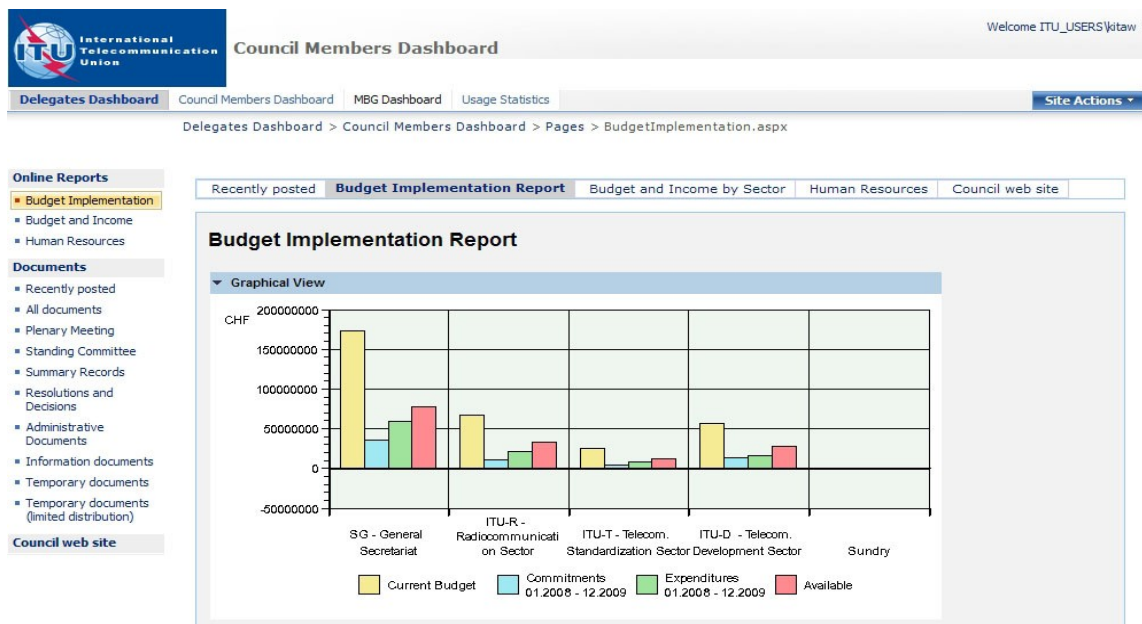 International
Telecommunication
Union
ITU
Council Members Dashboard
Welcome ITU_USERS\kitaw
Delegates Dashboard Council Members Dashboard MBG Dashboard Usage Statistics Site Actions
Delegates Dashboard > Council Members Dashboard > Pages > BudgetImplementation.aspx
Online Reports
Budget Implementation
Budget and Income
Human Resources
Documents
Recently posted
All documents
Plenary Meeting
Standing Committee
Summary Records
Resolutions and
Decisions
Administrative
Documents
Information documents
Temporary documents
Temporary documents
(limited distribution)
Council web site
Recently posted Budget Implementation Report Budget and Income by Sector Human Resources Council web site
Budget Implementation Report
Graphical View
CHF
200000000
150000000
100000000
50000000
0
-50000000
SG - General
Secretariat
ITU-R -
Radiocommunicati
on Sector
ITU-T - Telecom.
Standardization Sector
ITU-D - Telecom.
Development Sector
Sundry
Current Budget
Commitments
01.2008 - 12.2009
Expenditures
01.2008 - 12.2009
Available